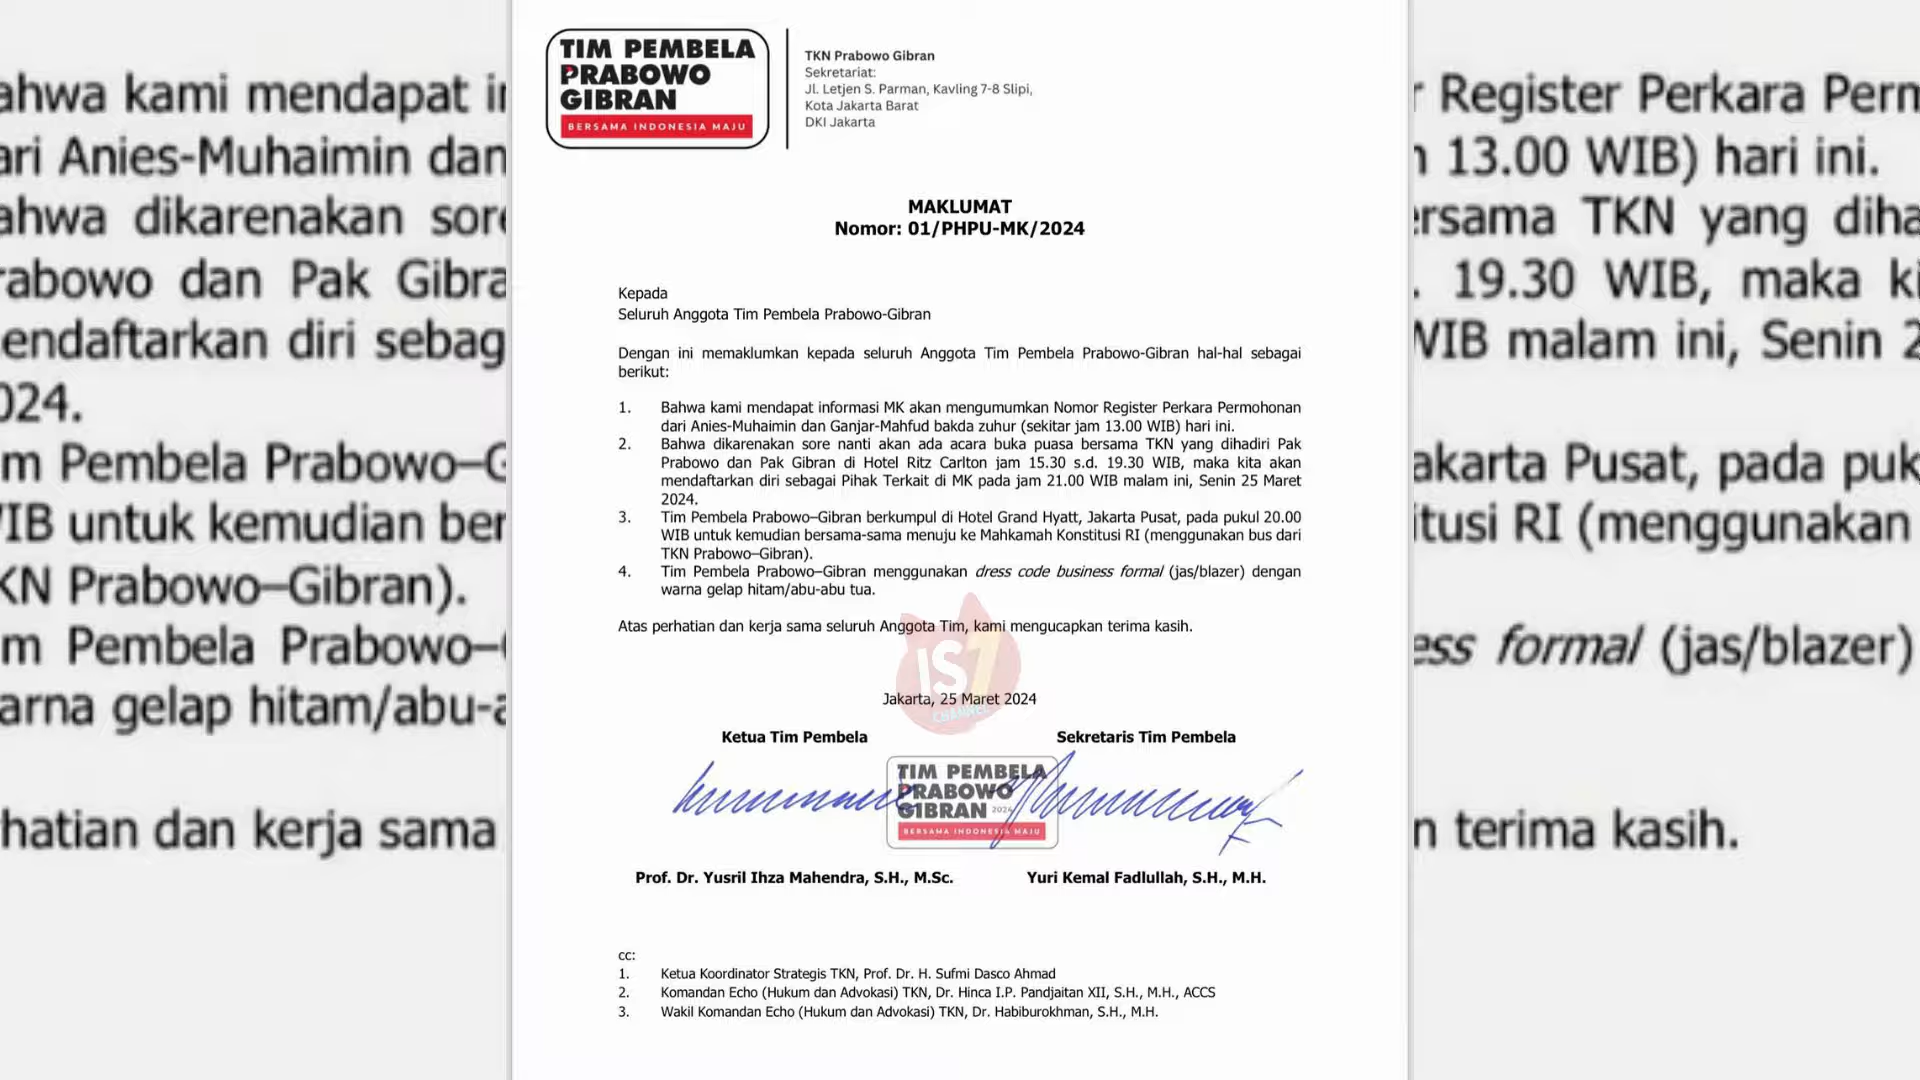 TIM PEMBELA
PRABOWO
GIBRAN
BERSAMA INDONESIA MAJU
TKN Prabowo Gibran
Sekretariat:
Jl. Letjen S. Parman, Kavling 7-8 Slipi,
Kota Jakarta Barat
DKI Jakarta
MAKLUMAT
Nomor: 01/PHPU-MK/2024
Kepada
Seluruh Anggota Tim Pembela Prabowo-Gibran
Dengan ini memaklumkan kepada seluruh Anggota Tim Pembela Prabowo-Gibran hal-hal sebagai
berikut:
1. Bahwa kami mendapat informasi MK akan mengumumkan Nomor Register Perkara Permohonan
dari Anies-Muhaimin dan Ganjar-Mahfud bakda zuhur (sekitar jam 13.00 WIB) hari ini.
2. Bahwa dikarenakan sore nanti akan ada acara buka puasa bersama TKN yang dihadiri Pak
Prabowo dan Pak Gibran di Hotel Ritz Carlton jam 15.30 s.d. 19.30 WIB, maka kita akan
mendaftarkan diri sebagai Pihak Terkait di MK pada jam 21.00 WIB malam ini, Senin 25 Maret
2024.
3. Tim Pembela Prabowo–Gibran berkumpul di Hotel Grand Hyatt, Jakarta Pusat, pada pukul 20.00
WIB untuk kemudian bersama-sama menuju ke Mahkamah Konstitusi RI (menggunakan bus dari
TKN Prabowo–Gibran).
4. Tim Pembela Prabowo–Gibran menggunakan dress code business formal (jas/blazer) dengan
warna gelap hitam/abu-abu tua.
Atas perhatian dan kerja sama seluruh Anggota Tim, kami mengucapkan terima kasih.
IS1
CHANNEL
Jakarta, 25 Maret 2024
Ketua Tim Pembela Sekretaris Tim Pembela
TIM PEMBELA
PRABOWO
GIBRAN 2024
BERSAMA INDONESIA MAJU
Prof. Dr. Yusril Ihza Mahendra, S.H., M.Sc. Yuri Kemal Fadlullah, S.H., M.H.
cc:
1. Ketua Koordinator Strategis TKN, Prof. Dr. H. Sufmi Dasco Ahmad
2. Komandan Echo (Hukum dan Advokasi) TKN, Dr. Hinca I.P. Pandjaitan XII, S.H., M.H., ACCS
3. Wakil Komandan Echo (Hukum dan Advokasi) TKN, Dr. Habiburokhman, S.H., M.H.